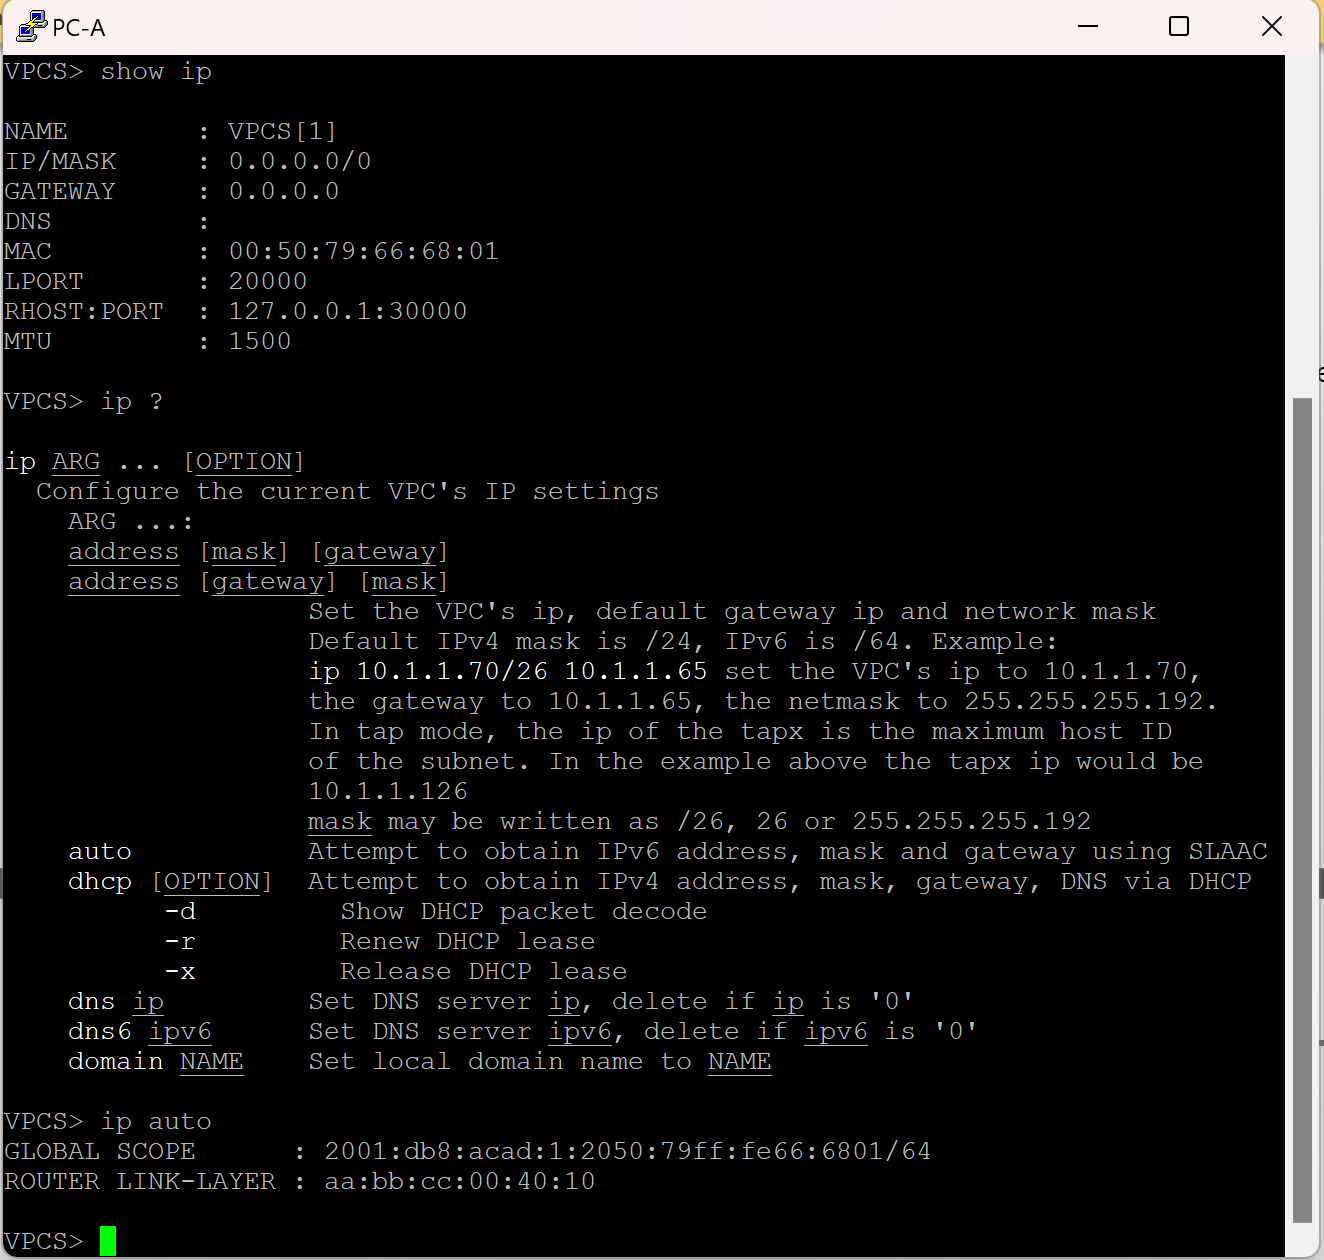 PC-A
VPCS> show ip
NAME : VPCS[1]
IP/MASK : 0.0.0.0/0
GATEWAY : 0.0.0.0
DNS :
MAC : 00:50:79:66:68:01
LPORT : 20000
RHOST:PORT : 127.0.0.1:30000
MTU : 1500
VPCS> ip ?
ip ARG ... [OPTION]
Configure the current VPC's IP settings
ARG ...:
address [mask] [gateway]
address [gateway] [mask]
Set the VPC's ip, default gateway ip and network mask
Default IPv4 mask is /24, IPv6 is /64. Example:
ip 10.1.1.70/26 10.1.1.65 set the VPC's ip to 10.1.1.70,
the gateway to 10.1.1.65, the netmask to 255.255.255.192.
In tap mode, the ip of the tapx is the maximum host ID
of the subnet. In the example above the tapx ip would be
10.1.1.126
mask may be written as /26, 26 or 255.255.255.192
auto Attempt to obtain IPv6 address, mask and gateway using SLAAC
dhcp [OPTION] Attempt to obtain IPv4 address, mask, gateway, DNS via DHCP
-d Show DHCP packet decode
-r Renew DHCP lease
-x Release DHCP lease
dns ip Set DNS server ip, delete if ip is '0'
dns6 ipv6 Set DNS server ipv6, delete if ipv6 is '0'
domain NAME Set local domain name to NAME
VPCS> ip auto
GLOBAL SCOPE : 2001:db8:acad:1:2050:79ff:fe66:6801/64
ROUTER LINK-LAYER : aa:bb:cc:00:40:10
VPCS>